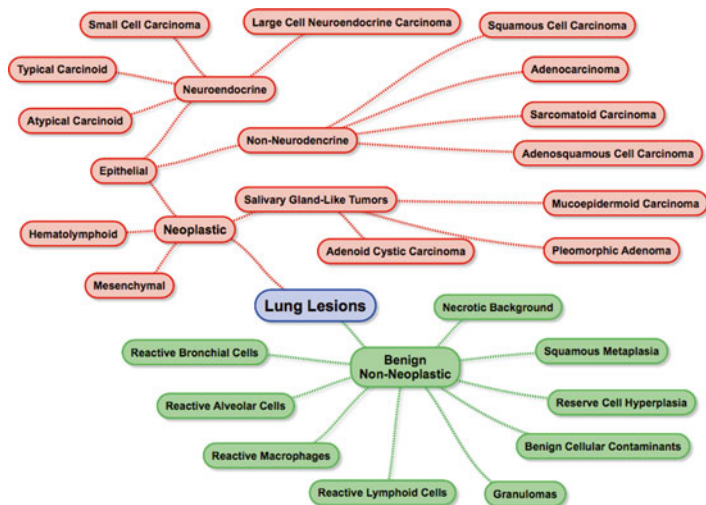 Small Cell Carcinoma
Large Cell Neuroendocrine Carcinoma
Squamous Cell Carcinoma
Typical Carcinoid
Neuroendocrine
Adenocarcinoma
Atypical Carcinoid
Sarcomatoid Carcinoma
Non-Neurodencrine
Adenosquamous Cell Carcinoma
Epithelial
Salivary Gland-Like Tumors
Mucoepidermoid Carcinoma
Hematolymphoid
Neoplastic
Adenoid Cystic Carcinoma
Pleomorphic Adenoma
Mesenchymal
Lung Lesions
Necrotic Background
Reactive Bronchial Cells
Benign
Non-Neoplastic
Squamous Metaplasia
Reactive Alveolar Cells
Reserve Cell Hyperplasia
Reactive Macrophages
Benign Cellular Contaminants
Reactive Lymphoid Cells
Granulomas